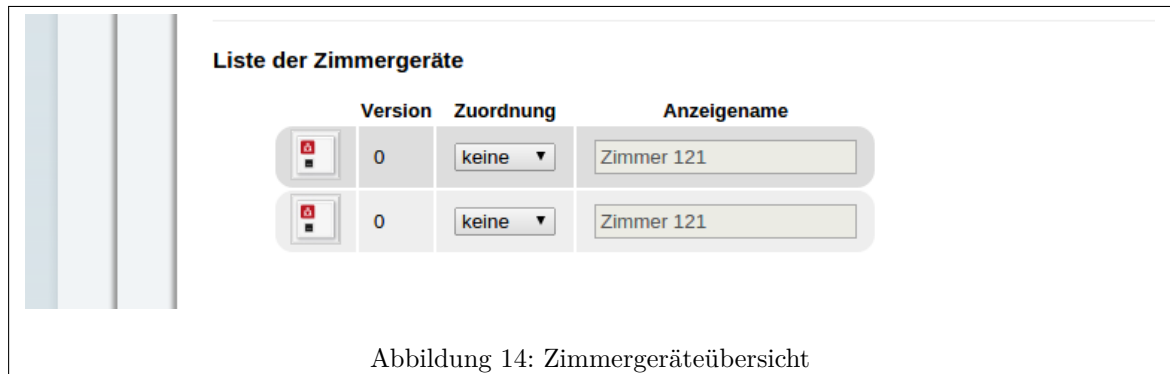 Liste der Zimmergeräte
Version Zuordnung Anzeigename
0 keine Zimmer 121
0 keine Zimmer 121
Abbildung 14: Zimmergeräteübersicht